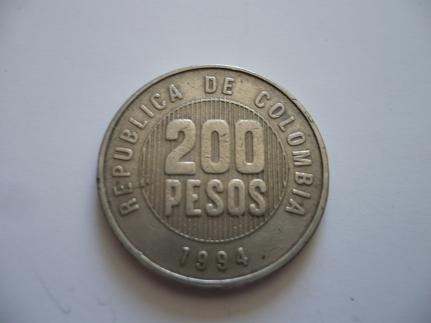 REPUBLICA DE COLOMBIA
200
PESOS
1994